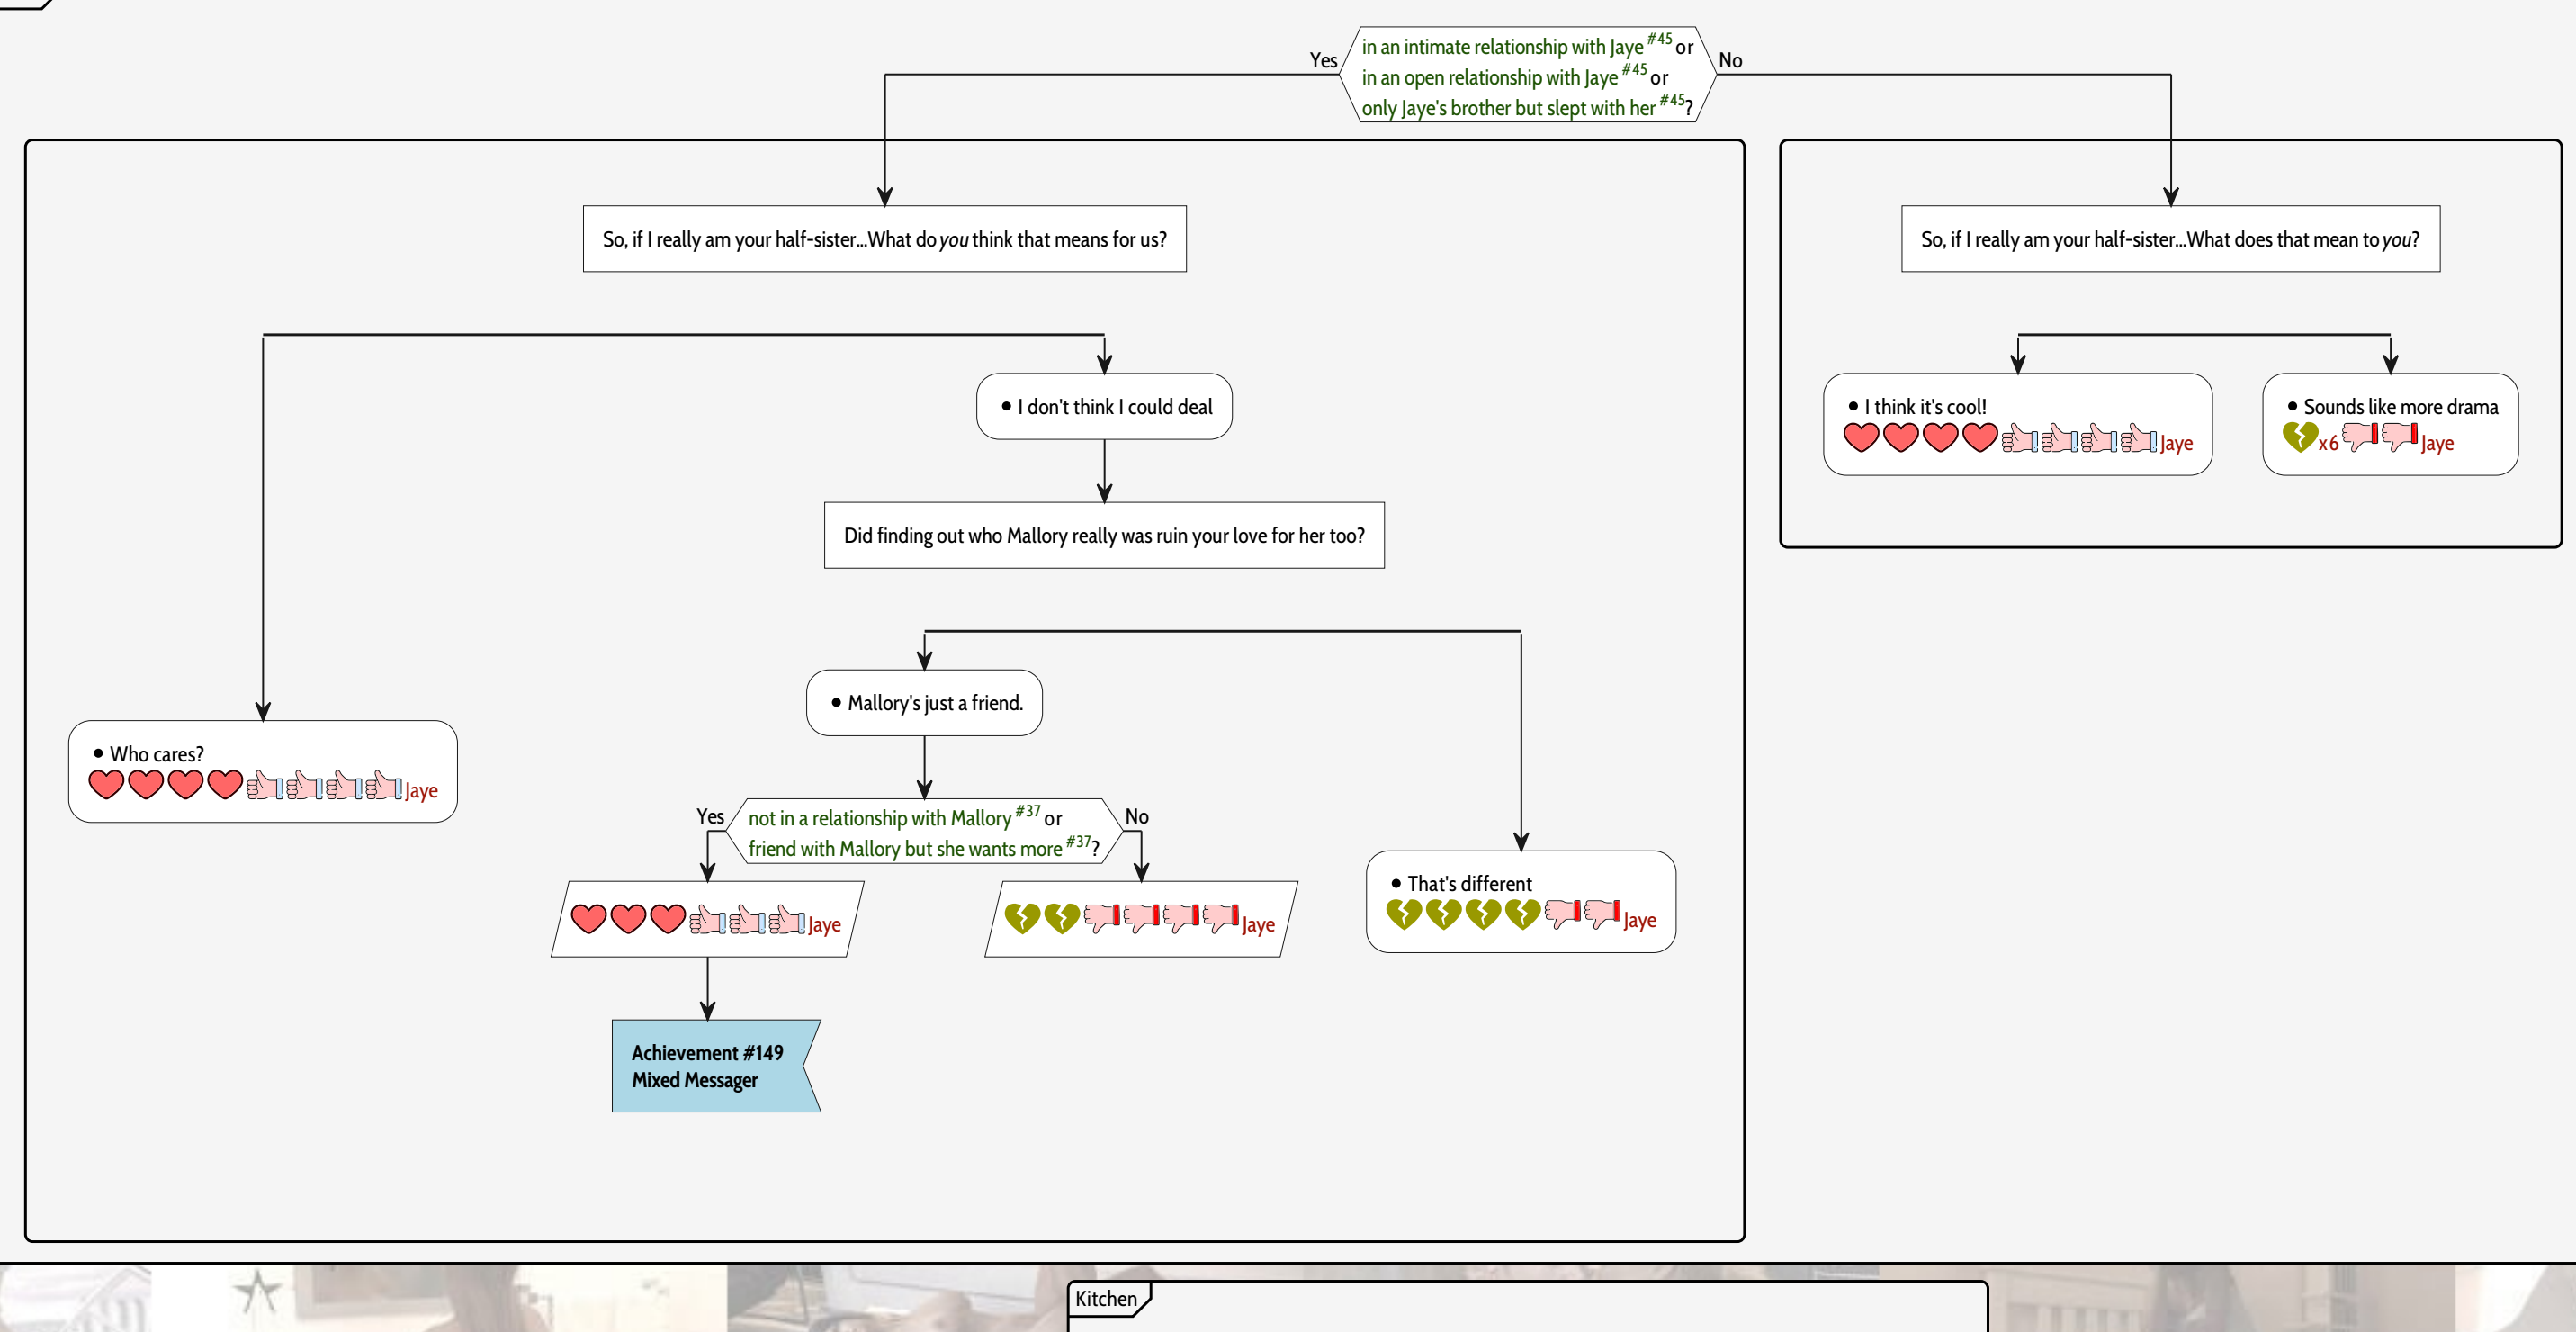 in an intimate relationship with Jaye #45 or
in an open relationship with Jaye #45 or
only Jaye's brother but slept with her #45?
Yes
No
So, if I really am your half-sister...What do you think that means for us?
So, if I really am your half-sister...What does that mean to you?
• I don't think I could deal
• I think it's cool!
Jaye
• Sounds like more drama
x6 Jaye
Did finding out who Mallory really was ruin your love for her too?
• Mallory's just a friend.
• Who cares?
Jaye
Yes
not in a relationship with Mallory #37 or
friend with Mallory but she wants more #37?
No
• That's different
Jaye
Jaye
Jaye
Achievement #149
Mixed Messager
Kitchen